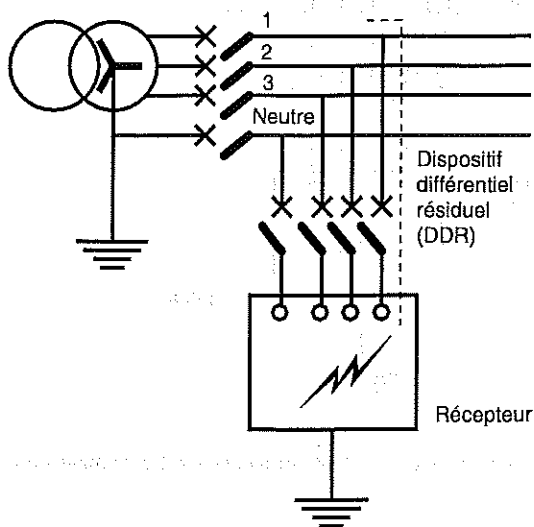 1
2
3
Neutre
Dispositif
différentiel
résiduel
(DDR)
Récepteur